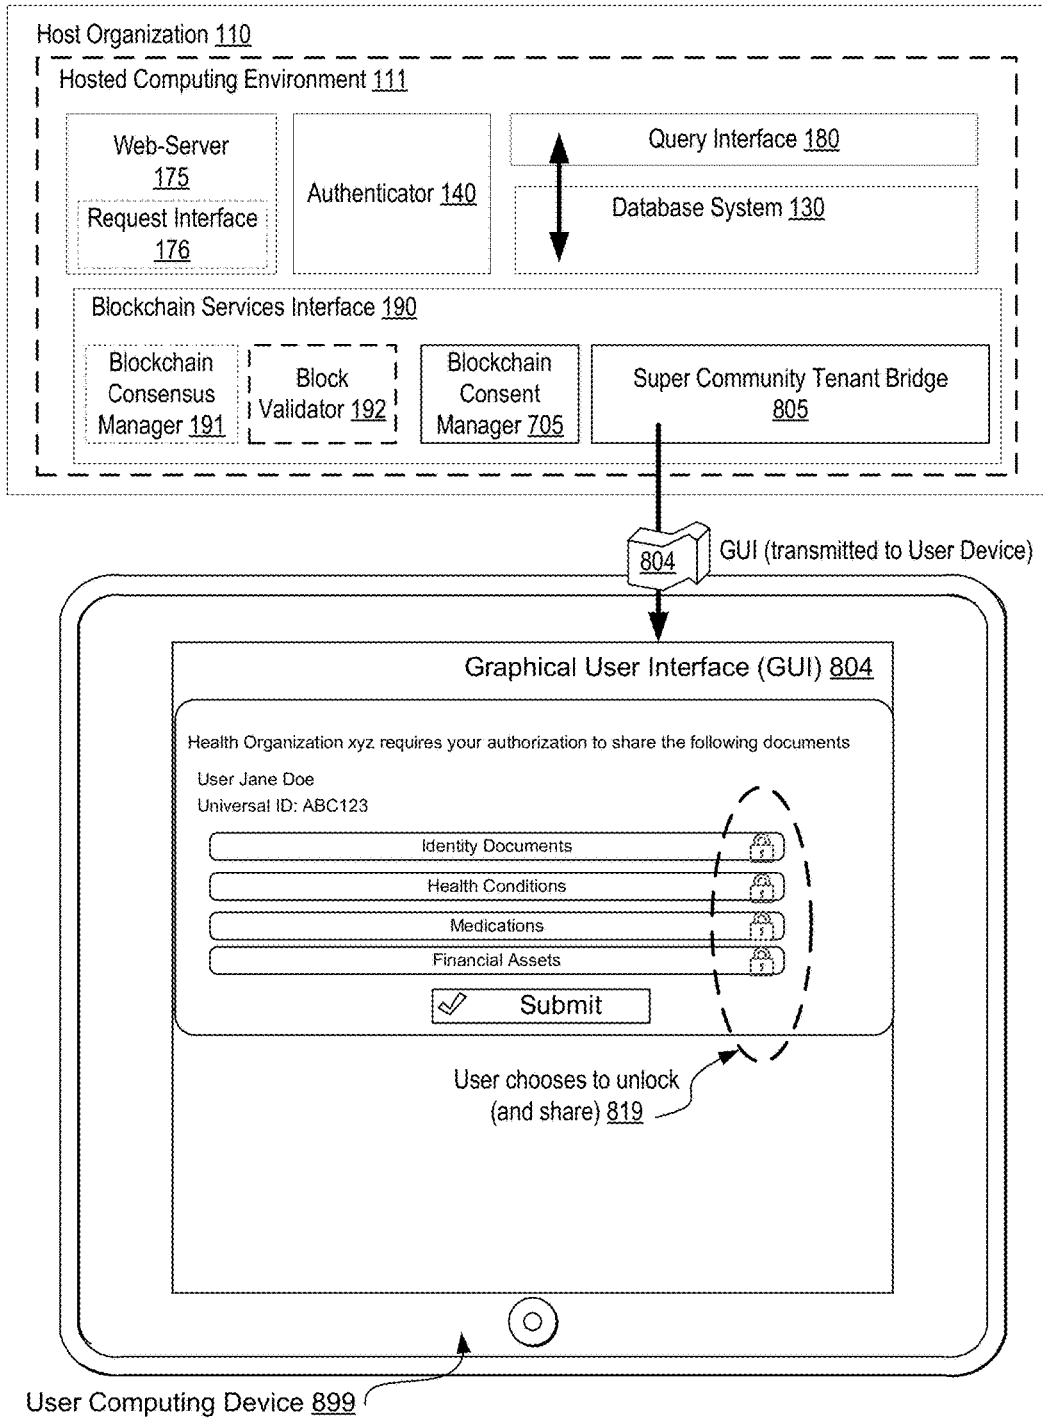 Host Organization 110
Hosted Computing Environment 111
Web-Server
175
Request Interface
176
Authenticator 140
Query Interface 180
Database System 130
Blockchain Services Interface 190
Blockchain
Consensus
Manager 191
Block
Validator 192
Blockchain
Consent
Manager 705
Super Community Tenant Bridge
805
804
GUI (transmitted to User Device)
Graphical User Interface (GUI) 804
Health Organization xyz requires your authorization to share the following documents
User Jane Doe
Universal ID: ABC123
Identity Documents
Health Conditions
Medications
Financial Assets
Submit
User chooses to unlock
(and share) 819
User Computing Device 899